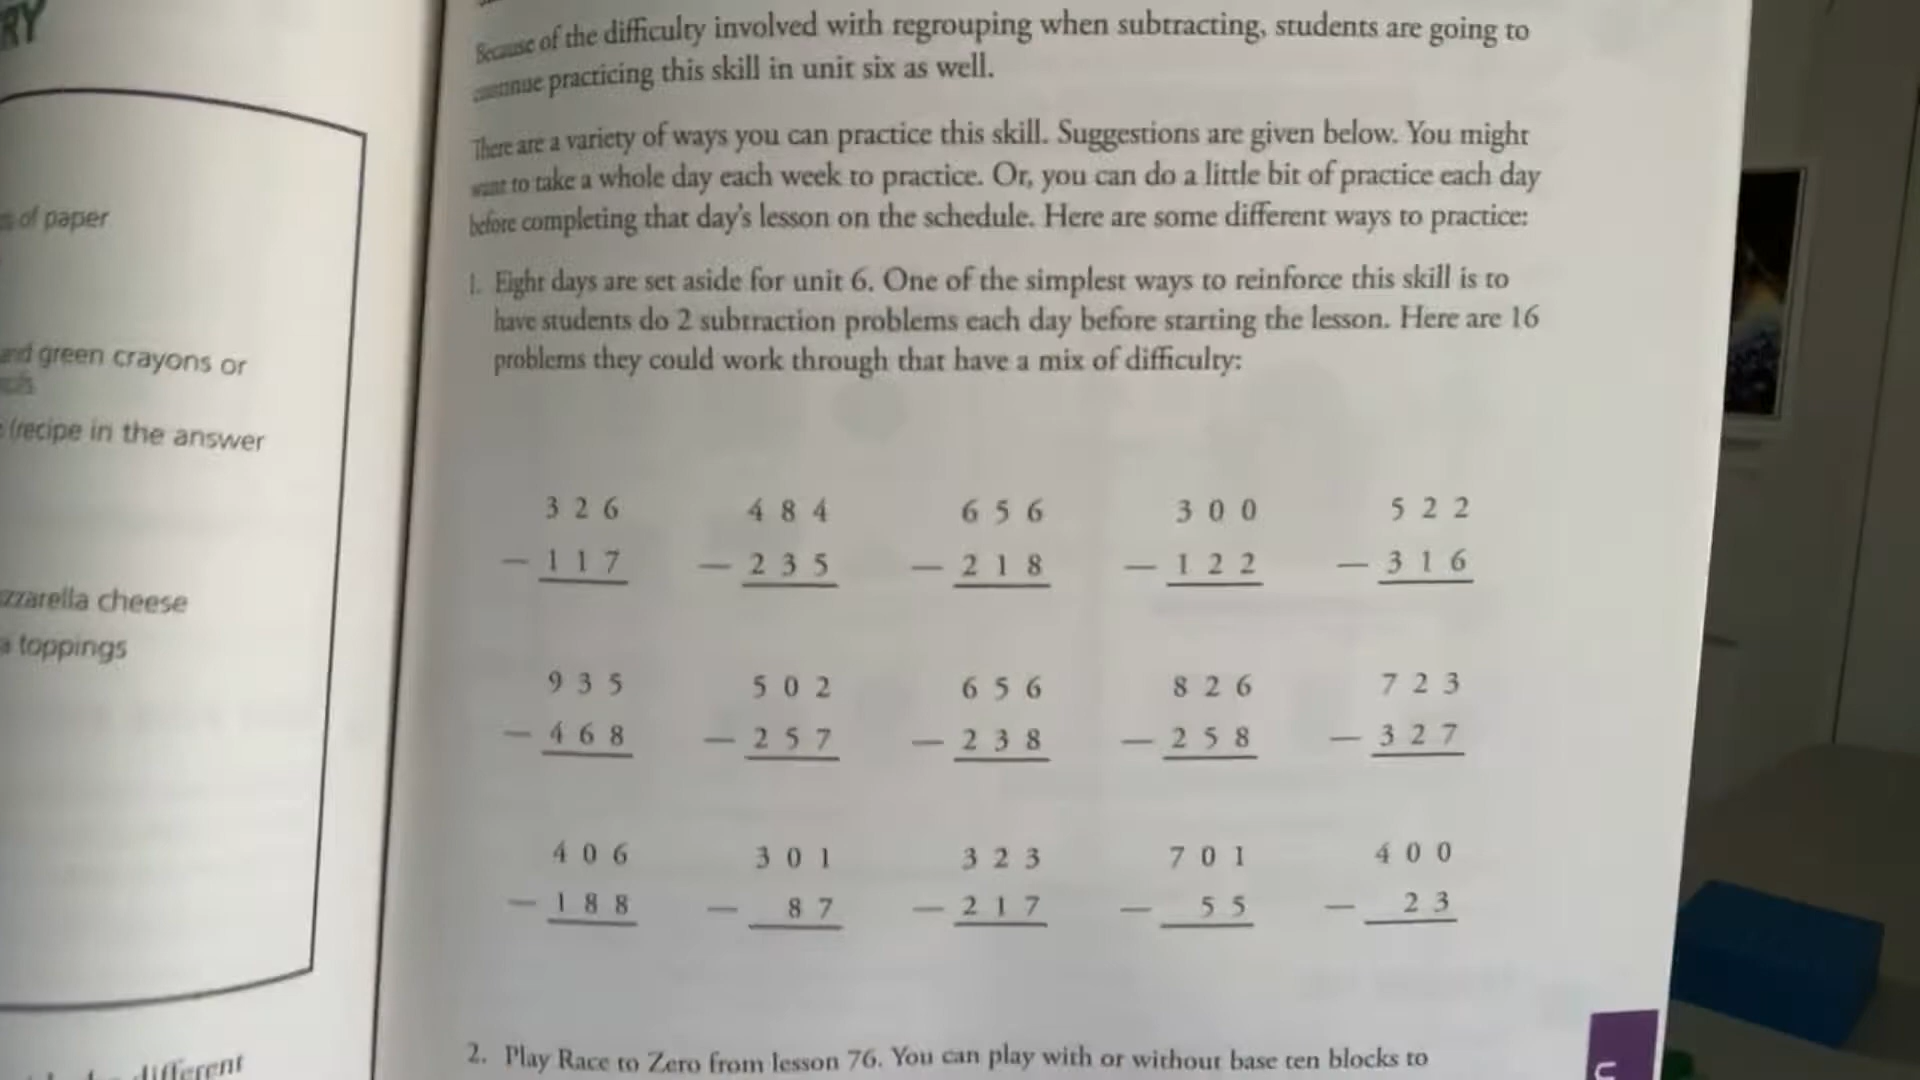 RY
of paper
and green crayons or
(recipe in the answer
zzarella cheese
toppings
different
Because of the difficulty involved with regrouping when subtracting, students are going to
continue practicing this skill in unit six as well.
There are a variety of ways you can practice this skill. Suggestions are given below. You might
want to take a whole day each week to practice. Or, you can do a little bit of practice each day
before completing that day's lesson on the schedule. Here are some different ways to practice:
1. Eight days are set aside for unit 6. One of the simplest ways to reinforce this skill is to
have students do 2 subtraction problems each day before starting the lesson. Here are 16
problems they could work through that have a mix of difficulty:
3 2 6 4 8 4 6 5 6 3 0 0 5 2 2
— 1 1 7 — 2 3 5 — 2 1 8 — 1 2 2 — 3 1 6
9 3 5 5 0 2 6 5 6 8 2 6 7 2 3
— 4 6 8 — 2 5 7 — 2 3 8 — 2 5 8 — 3 2 7
4 0 6 3 0 1 3 2 3 7 0 1 4 0 0
— 1 8 8 — 8 7 — 2 1 7 — 5 5 — 2 3
2. Play Race to Zero from lesson 76. You can play with or without base ten blocks to